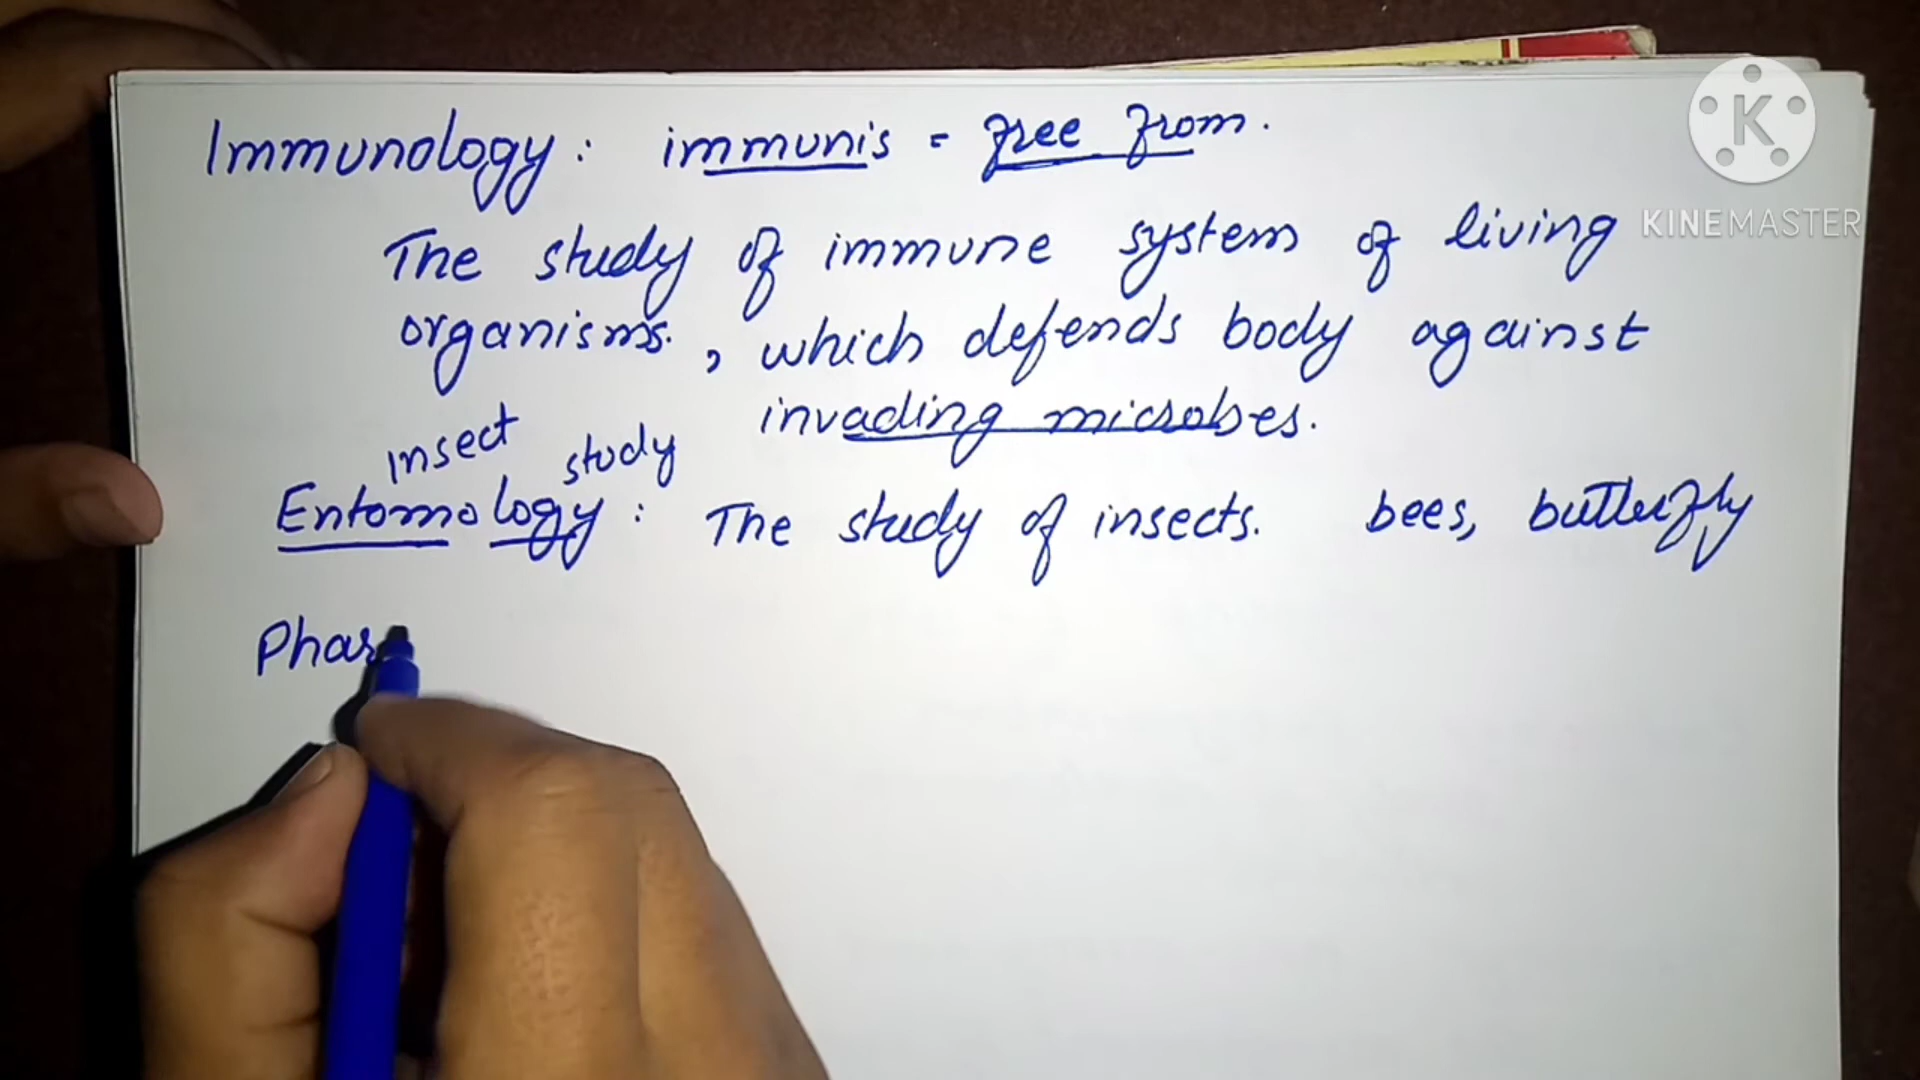 Immunology: immunis = free from.
The study of immune system of living
organisms. , which defends body against
invading microbes.
insect study
Entomology: The study of insects. bees, butterfly
Phar
K
KINEMASTER